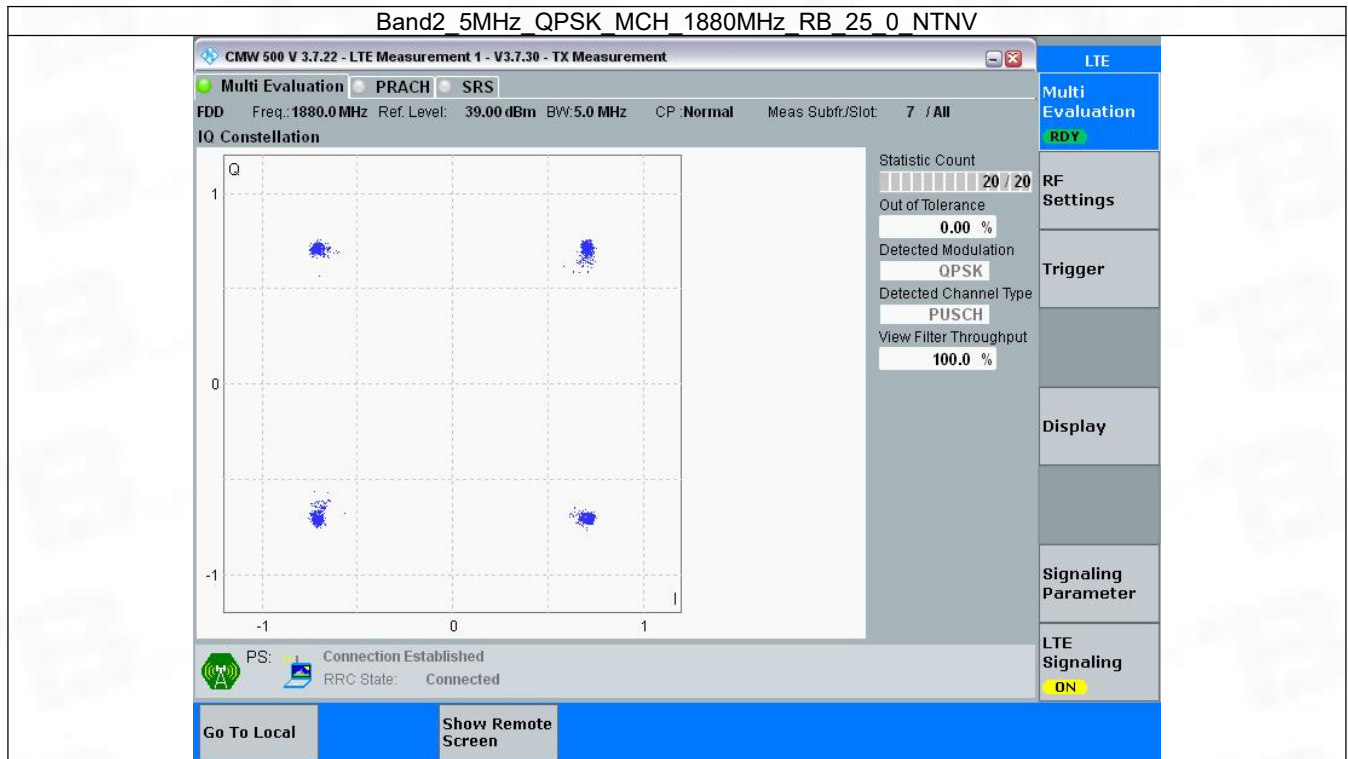 Band2_5MHz_QPSK_MCH_1880MHz_RB_25_0_NTNV
CMW 500 V 3.7.22 - LTE Measurement 1 - V3.7.30 - TX Measurement
LTE
Multi Evaluation PRACH SRS
Multi
Evaluation
RDY
FDD Freq.:1880.0 MHz Ref. Level: 39.00 dBm BW:5.0 MHz CP :Normal Meas Subfr./Slot: 7 / All
IQ Constellation
Q
1
0
-1
I
-1 0 1
Statistic Count
20 / 20
Out of Tolerance
0.00 %
Detected Modulation
QPSK
Detected Channel Type
PUSCH
View Filter Throughput
100.0 %
RF
Settings
Trigger
Display
Signaling
Parameter
LTE
Signaling
ON
PS: Connection Established
RRC State: Connected
Go To Local
Show Remote
Screen